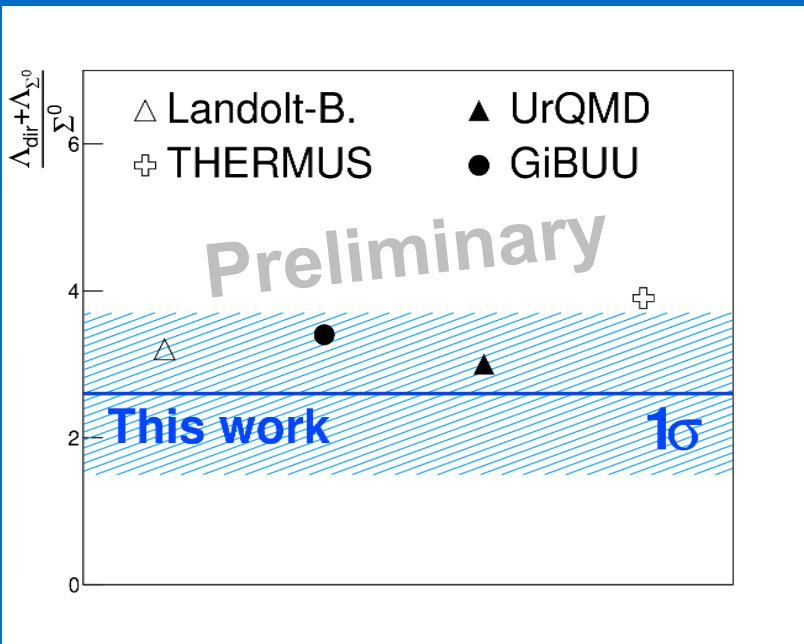 Λdir+ΛΣ0
Σ0
Landolt-B.
UrQMD
THERMUS
GiBUU
6
Preliminary
4
This work
1σ
2
0